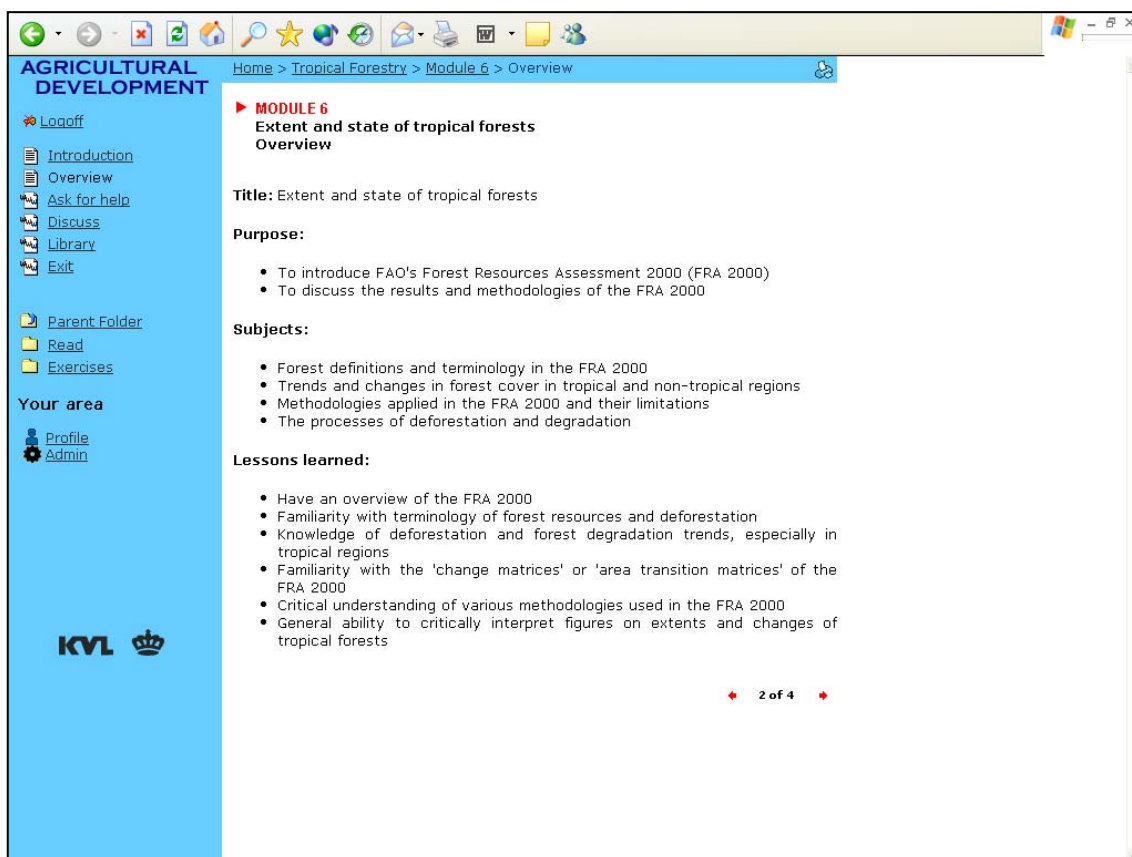 AGRICULTURAL
DEVELOPMENT
Logoff
Introduction
Overview
Ask for help
Discuss
Library
Exit
Parent Folder
Read
Exercises
Your area
Profile
Admin
KVL
Home > Tropical Forestry > Module 6 > Overview
MODULE 6
Extent and state of tropical forests
Overview
Title: Extent and state of tropical forests
Purpose:
• To introduce FAO's Forest Resources Assessment 2000 (FRA 2000)
• To discuss the results and methodologies of the FRA 2000
Subjects:
• Forest definitions and terminology in the FRA 2000
• Trends and changes in forest cover in tropical and non-tropical regions
• Methodologies applied in the FRA 2000 and their limitations
• The processes of deforestation and degradation
Lessons learned:
• Have an overview of the FRA 2000
• Familiarity with terminology of forest resources and deforestation
• Knowledge of deforestation and forest degradation trends, especially in
tropical regions
• Familiarity with the 'change matrices' or 'area transition matrices' of the
FRA 2000
• Critical understanding of various methodologies used in the FRA 2000
• General ability to critically interpret figures on extents and changes of
tropical forests
2 of 4